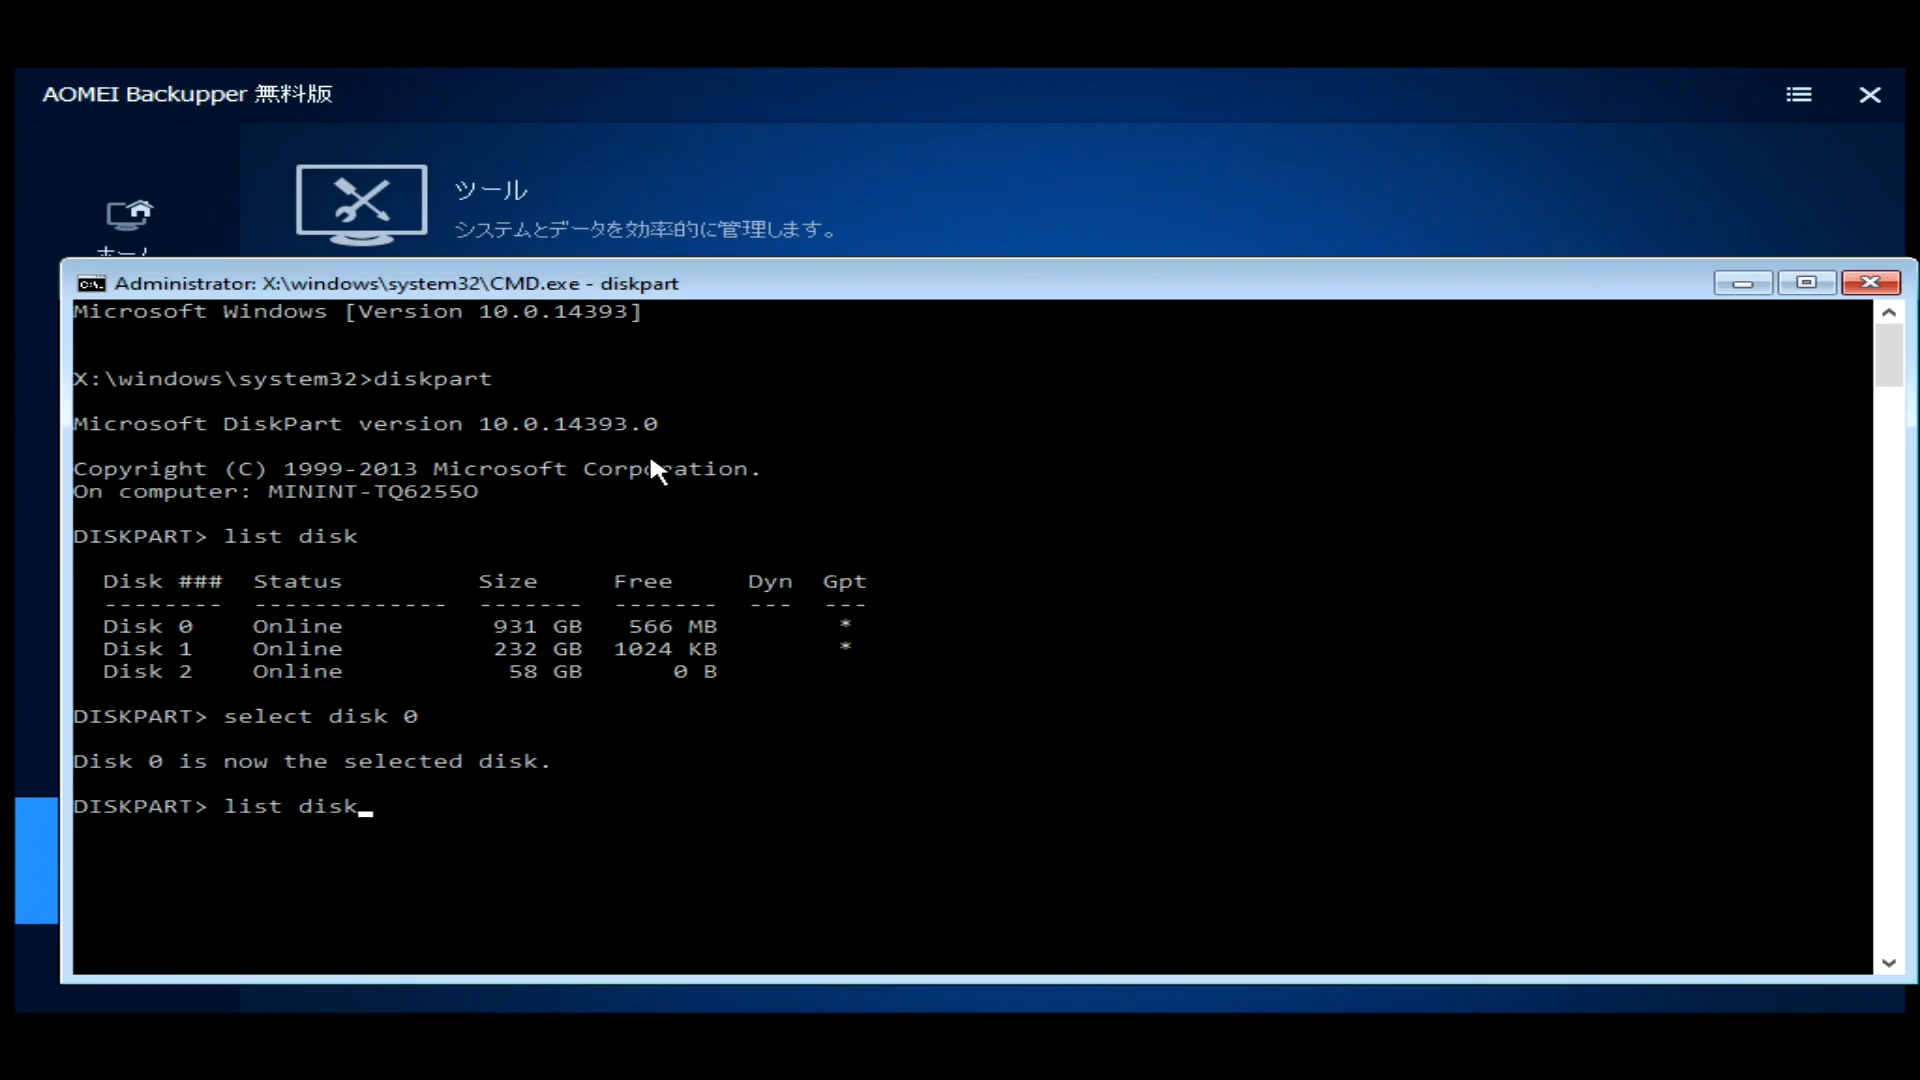 AOMEI Backupper 無料版
ツール
システムとデータを効率的に管理します。
ホーム
Administrator: X:\windows\system32\CMD.exe - diskpart
Microsoft Windows [Version 10.0.14393]
X:\windows\system32>diskpart
Microsoft DiskPart version 10.0.14393.0
Copyright (C) 1999-2013 Microsoft Corporation.
On computer: MININT-TQ6255O
DISKPART> list disk
Disk ### Status Size Free Dyn Gpt
-------- ------------- ------- ------- --- ---
Disk 0 Online 931 GB 566 MB *
Disk 1 Online 232 GB 1024 KB *
Disk 2 Online 58 GB 0 B
DISKPART> select disk 0
Disk 0 is now the selected disk.
DISKPART> list disk_